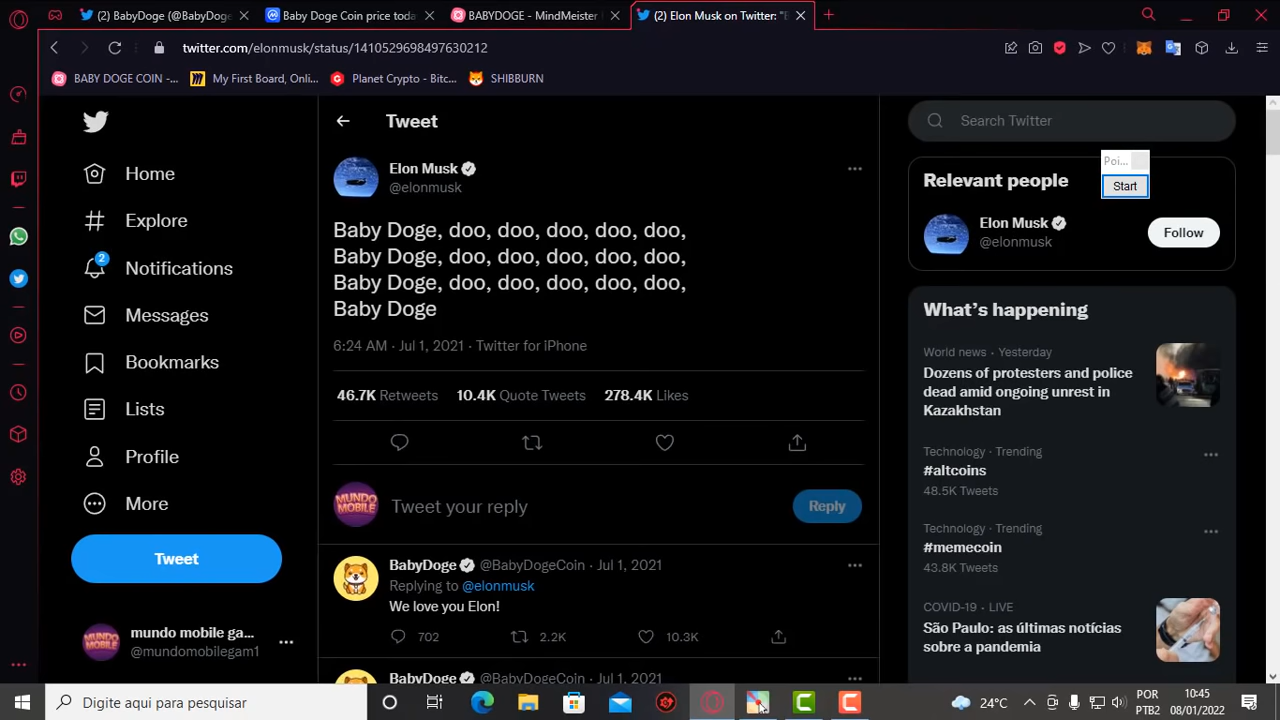 (2) BabyDoge (@BabyDoge
Baby Doge Coin price toda
BABYDOGE - MindMeister
(2) Elon Musk on Twitter: "B
twitter.com/elonmusk/status/1410529698497630212
BABY DOGE COIN -...
My First Board, Onli...
Planet Crypto - Bitc...
SHIBBURN
Home
Explore
2
Notifications
Messages
Bookmarks
Lists
Profile
More
Tweet
mundo mobile ga...
@mundomobilegam1
Tweet
Elon Musk
@elonmusk
Baby Doge, doo, doo, doo, doo, doo,
Baby Doge, doo, doo, doo, doo, doo,
Baby Doge, doo, doo, doo, doo, doo,
Baby Doge
6:24 AM · Jul 1, 2021 · Twitter for iPhone
46.7K Retweets 10.4K Quote Tweets 278.4K Likes
MUNDO MOBILE
Tweet your reply
Reply
BabyDoge @BabyDogeCoin · Jul 1, 2021
Replying to @elonmusk
We love you Elon!
702 2.2K 10.3K
BabyDoge @BabyDogeCoin · Jul 1, 2021
Search Twitter
Poi...
Start
Relevant people
Elon Musk
@elonmusk
Follow
What's happening
World news · Yesterday
Dozens of protesters and police
dead amid ongoing unrest in
Kazakhstan
Technology · Trending
#altcoins
48.5K Tweets
Technology · Trending
#memecoin
43.8K Tweets
COVID-19 · LIVE
São Paulo: as últimas notícias
sobre a pandemia
Digite aqui para pesquisar
24°C
POR
PTB2
10:45
08/01/2022